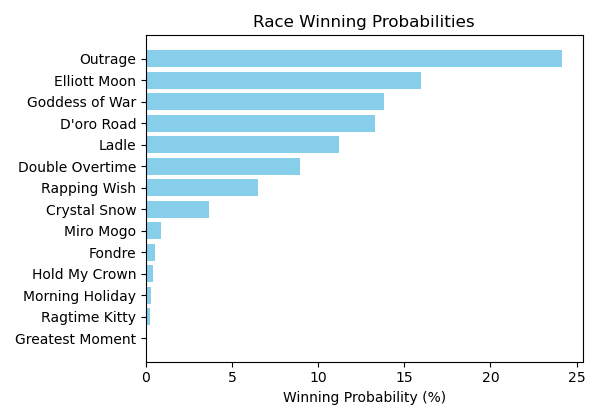 Race Winning Probabilities
Outrage
Elliott Moon
Goddess of War
D'oro Road
Ladle
Double Overtime
Rapping Wish
Crystal Snow
Miro Mogo
Fondre
Hold My Crown
Morning Holiday
Ragtime Kitty
Greatest Moment
0 5 10 15 20 25
Winning Probability (%)